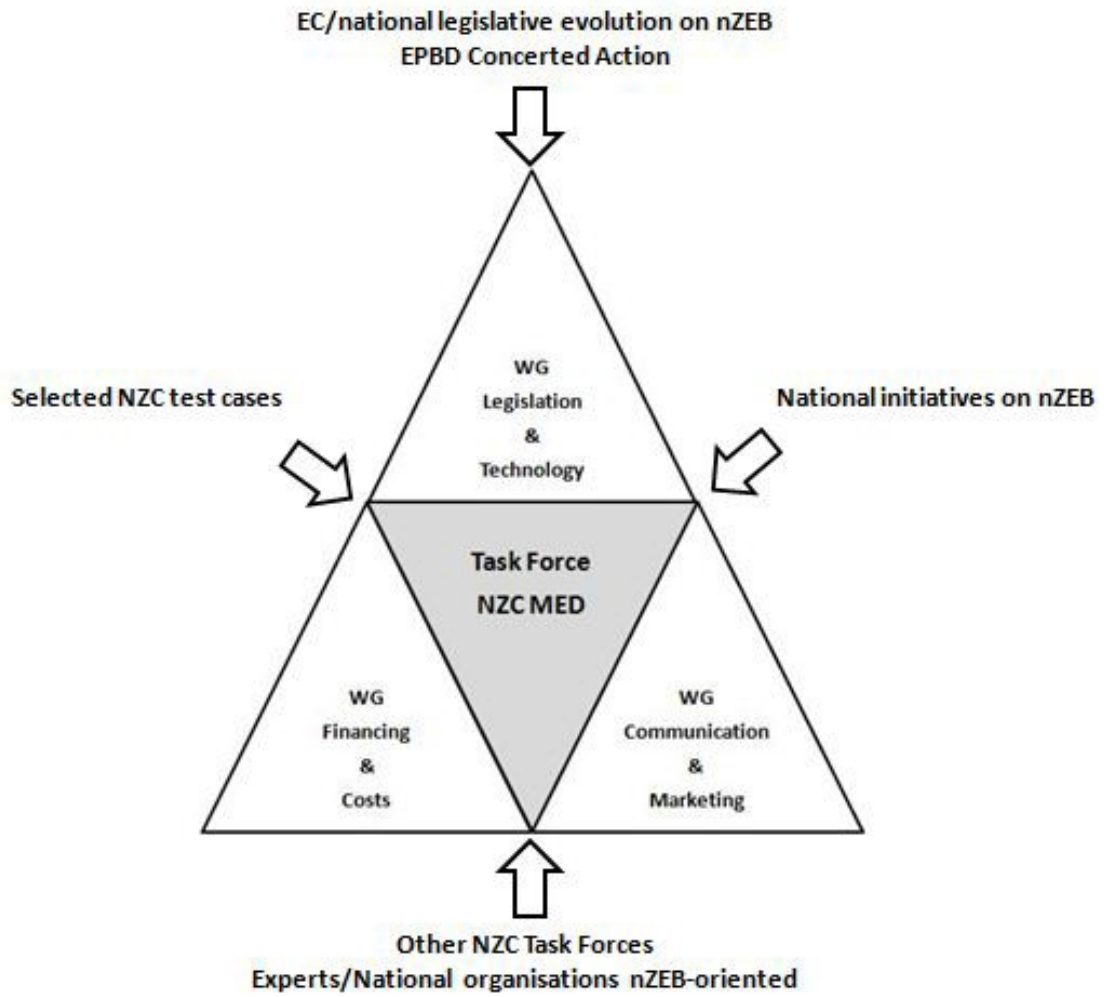 EC/national legislative evolution on nZEB
EPBD Concerted Action
Selected NZC test cases
National initiatives on nZEB
WG
Legislation
&
Technology
Task Force
NZC MED
WG
Financing
&
Costs
WG
Communication
&
Marketing
Other NZC Task Forces
Experts/National organisations nZEB-oriented